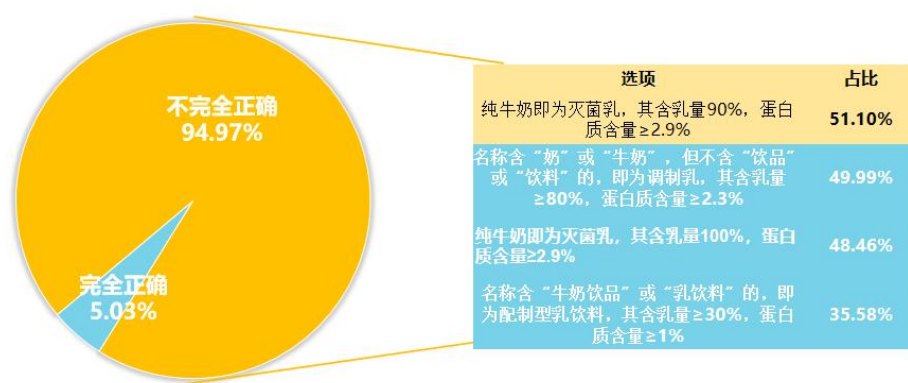 不完全正确
94.97%
完全正确
5.03%
选项 占比
纯牛奶即为灭菌乳，其含乳量90%，蛋白
质含量≥2.9%
51.10%
名称含“奶”或“牛奶”，但不含“饮品”
或“饮料”的，即为调制乳，其含乳量
≥80%，蛋白质含量≥2.3%
49.99%
纯牛奶即为灭菌乳，其含乳量100%，蛋白
质含量≥2.9%
48.46%
名称含“牛奶饮品”或“乳饮料”的，即
为配制型乳饮料，其含乳量≥30%，蛋白
质含量≥1%
35.58%